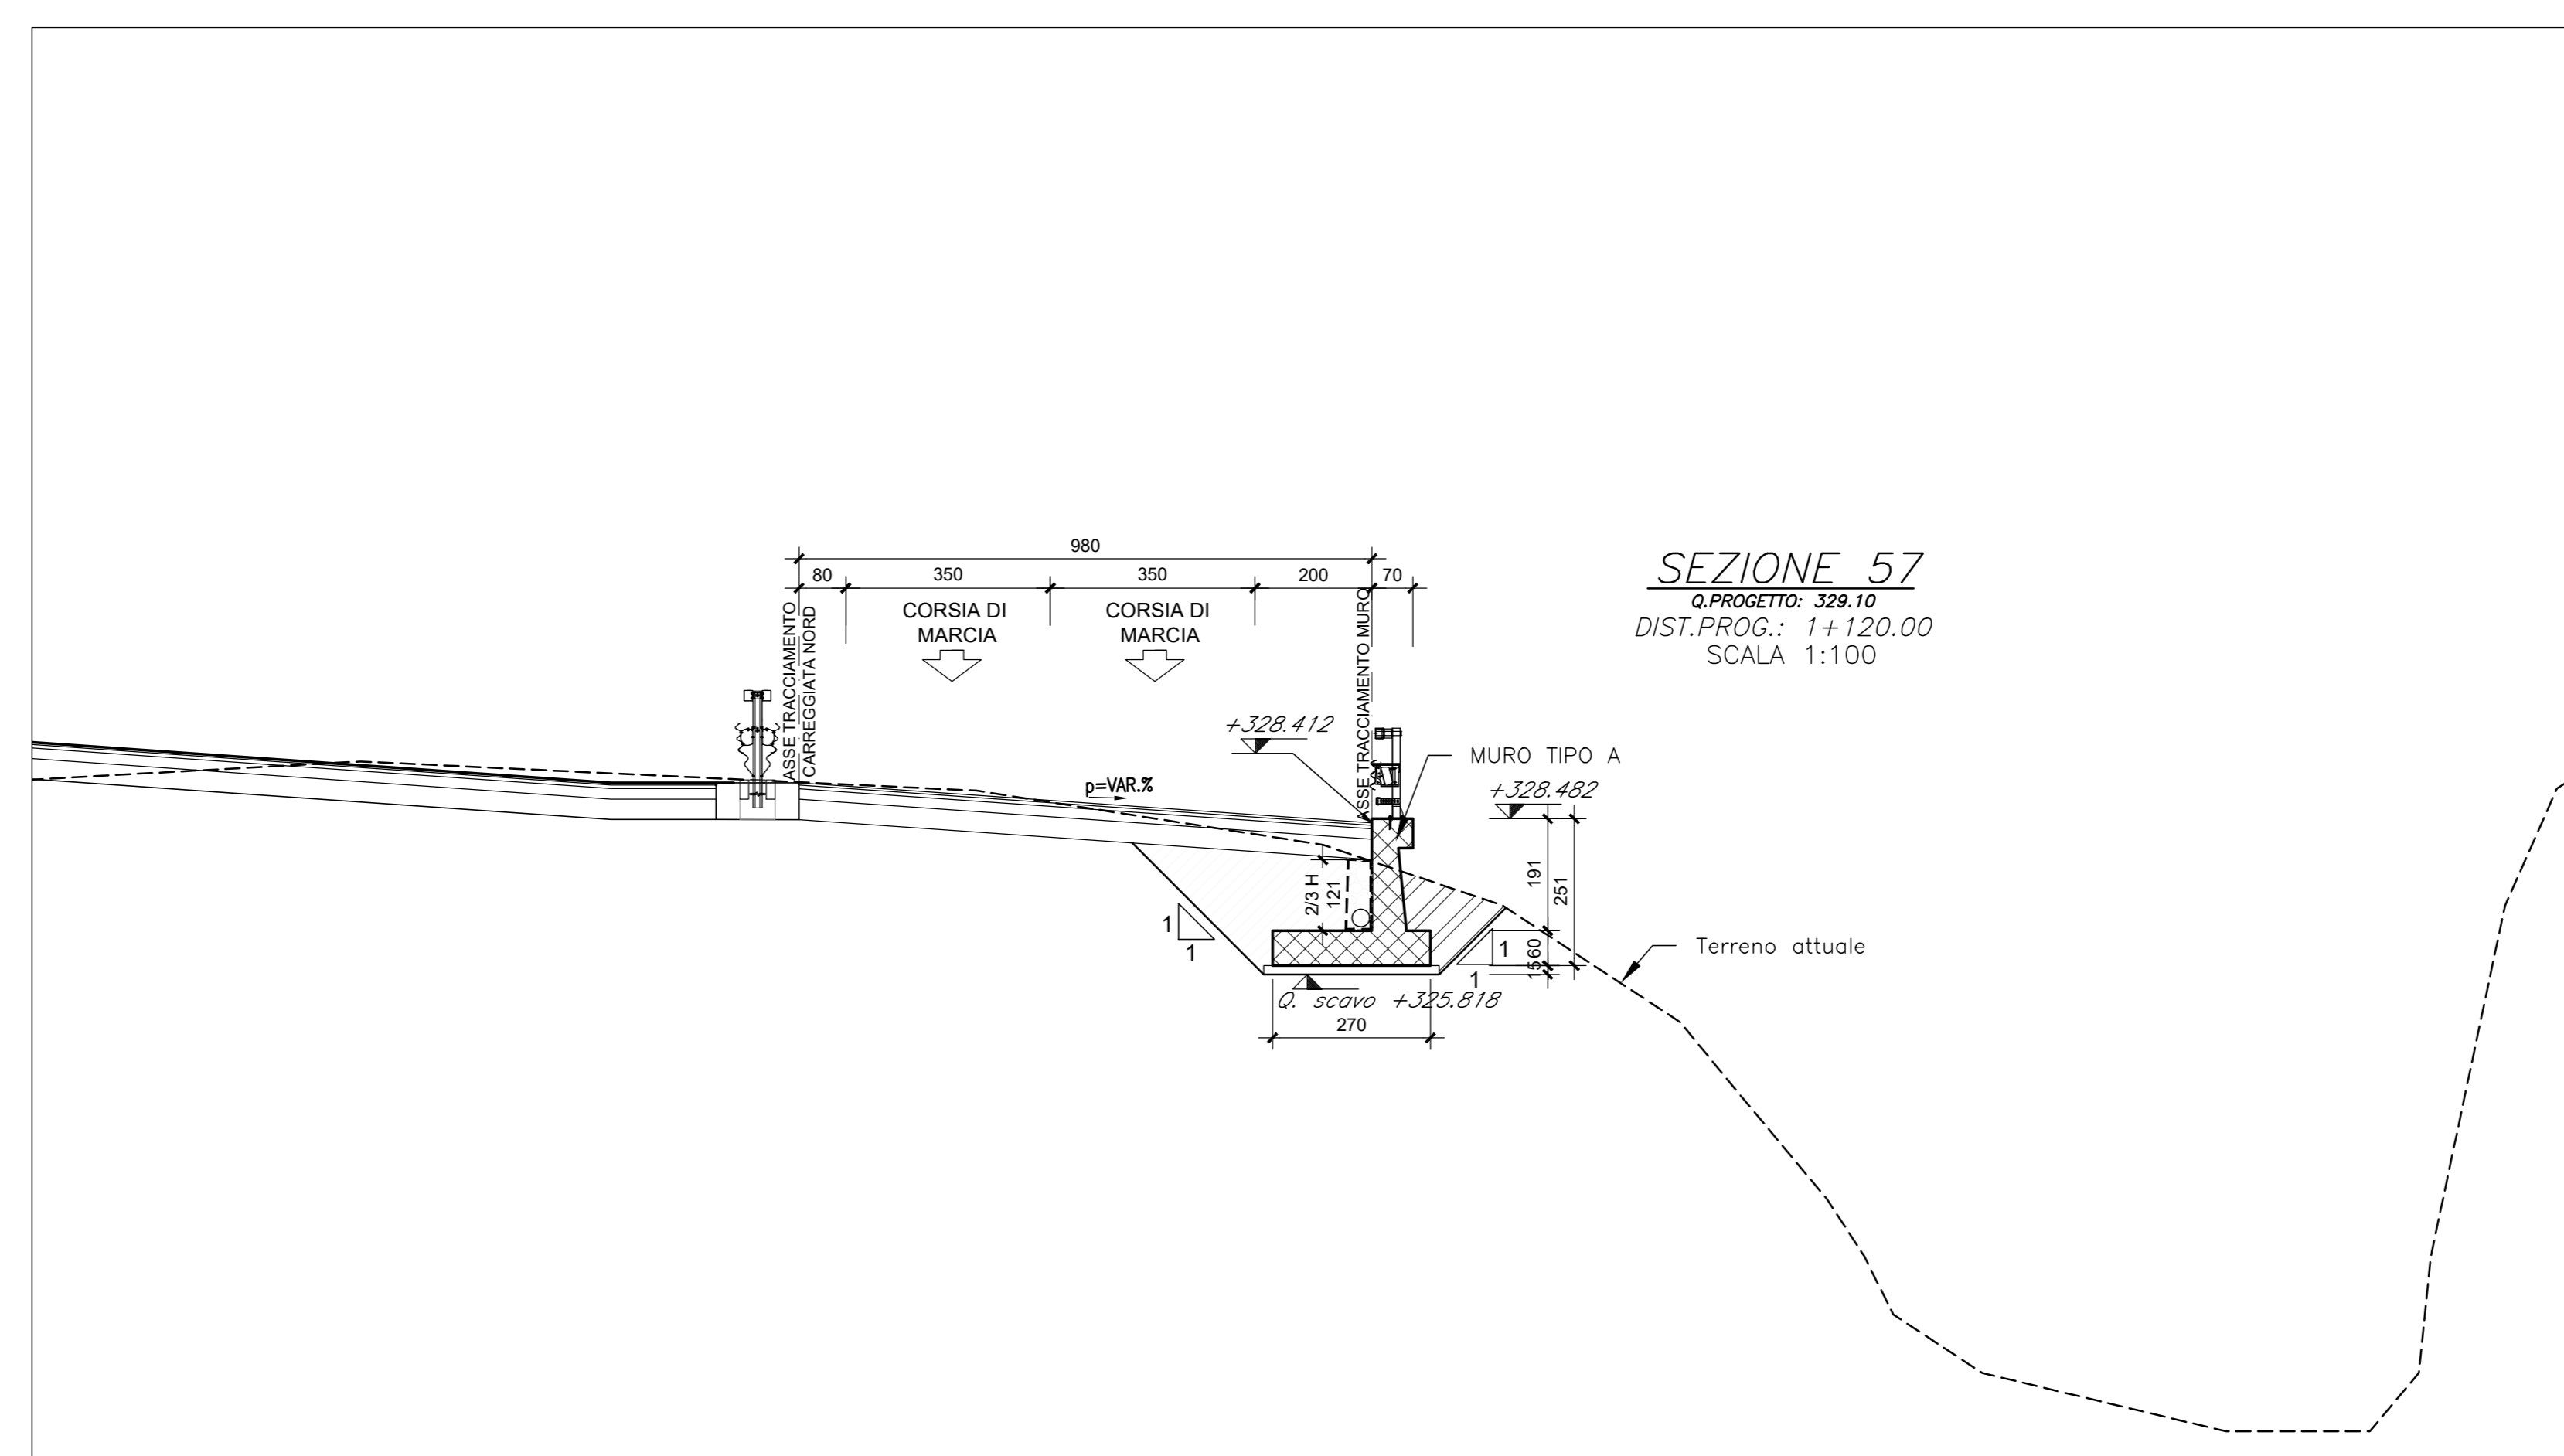 980
80
350
350
200
70
CORSIA DI
MARCIA
CORSIA DI
MARCIA
ASSE TRACCIAMENTO
CARREGGIATA NORD
ASSE TRACCIAMENTO MURO
SEZIONE 57
Q.PROGETTO: 329.10
DIST.PROG.: 1+120.00
SCALA 1:100
+328.412
MURO TIPO A
+328.482
p=VAR.%
2/3 H
121
191
251
60
15
1
1
1
1
Terreno attuale
Q. scavo +325.818
270